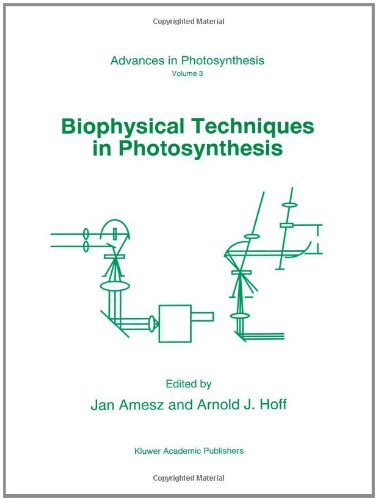 Copyrighted Material
Advances in Photosynthesis
Volume 3
Biophysical Techniques
in Photosynthesis
Edited by
Jan Amesz and Arnold J. Hoff
Kluwer Academic Publishers
Copyrighted Material